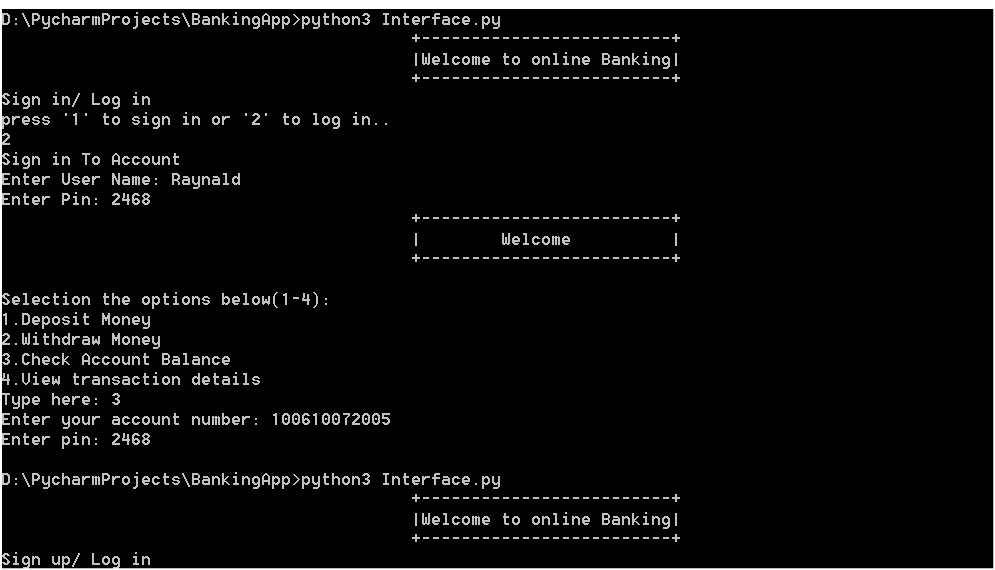 D:\PycharmProjects\BankingApp>python3 Interface.py
+-------------------------+
|Welcome to online Banking|
+-------------------------+
Sign in/ Log in
press '1' to sign in or '2' to log in..
2
Sign in To Account
Enter User Name: Raynald
Enter Pin: 2468
+-------------------------+
|        Welcome          |
+-------------------------+
Selection the options below(1-4):
1.Deposit Money
2.Withdraw Money
3.Check Account Balance
4.View transaction details
Type here: 3
Enter your account number: 100610072005
Enter pin: 2468
D:\PycharmProjects\BankingApp>python3 Interface.py
+-------------------------+
|Welcome to online Banking|
+-------------------------+
Sign up/ Log in